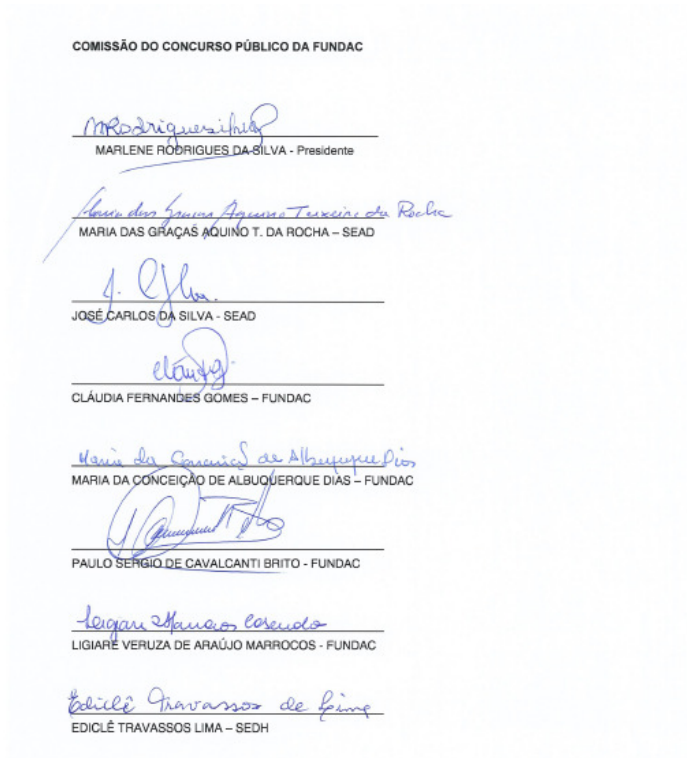 COMISSÃO DO CONCURSO PÚBLICO DA FUNDAC
MARLENE RODRIGUES DA SILVA - Presidente
Maria das Graças Aquino Teixeira da Rocha
MARIA DAS GRAÇAS AQUINO T. DA ROCHA – SEAD
J. C. Silva.
JOSÉ CARLOS DA SILVA - SEAD
CLÁUDIA FERNANDES GOMES – FUNDAC
Maria da de Albuquerque Dias
MARIA DA CONCEIÇÃO DE ALBUQUERQUE DIAS – FUNDAC
PAULO SERGIO DE CAVALCANTI BRITO - FUNDAC
LIGIARE VERUZA DE ARAÚJO MARROCOS - FUNDAC
Ediclê Travassos de Lima
EDICLÊ TRAVASSOS LIMA – SEDH